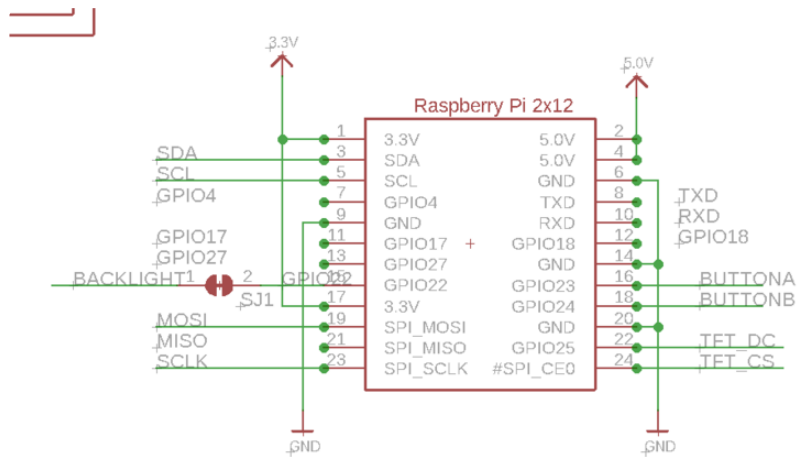 3.3V
5.0V
Raspberry Pi 2x12
1 3.3V 5.0V 2
SDA 3 SDA 5.0V 4
SCL 5 SCL GND 6
GPIO4 7 GPIO4 TXD 8 TXD
9 GND RXD 10 RXD
GPIO17 11 GPIO17 GPIO18 12 GPIO18
GPIO27 13 GPIO27 GND 14
BACKLIGHT 1 2 GPIO22 15 GPIO22 GPIO23 16 BUTTONA
SJ1 17 3.3V GPIO24 18 BUTTONB
MOSI 19 SPI_MOSI GND 20
MISO 21 SPI_MISO GPIO25 22 TFT_DC
SCLK 23 SPI_SCLK #SPI_CE0 24 TFT_CS
GND GND